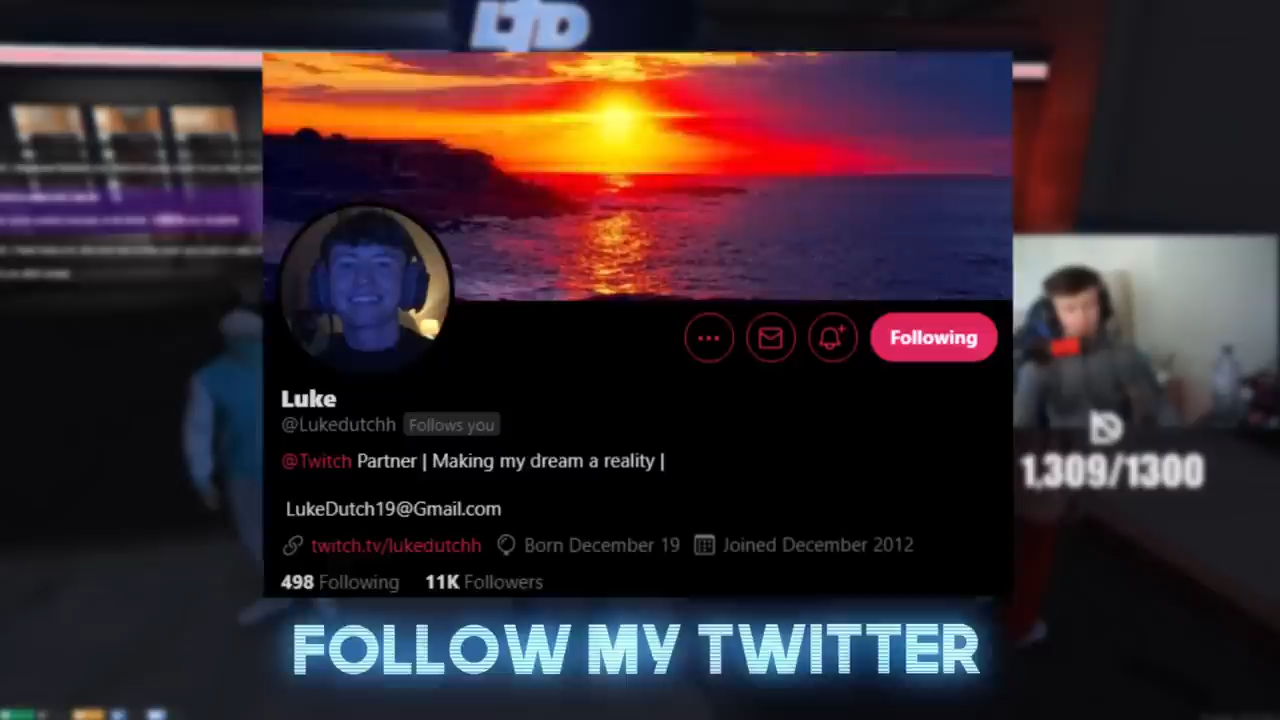 LTD
Following
Luke
@Lukedutchh Follows you
@Twitch Partner | Making my dream a reality |
LukeDutch19@Gmail.com
twitch.tv/lukedutchh Born December 19 Joined December 2012
498 Following 11K Followers
1,309/1300
FOLLOW MY TWITTER